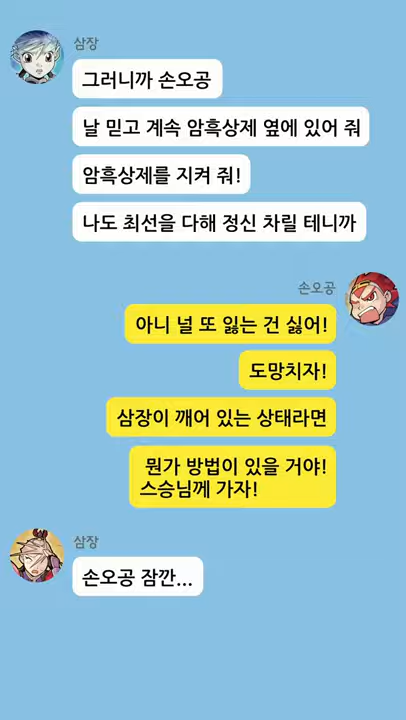 삼장
그러니까 손오공
날 믿고 계속 암흑상제 옆에 있어 줘
암흑상제를 지켜 줘!
나도 최선을 다해 정신 차릴 테니까
손오공
아니 널 또 잃는 건 싫어!
도망치자!
삼장이 깨어 있는 상태라면
뭔가 방법이 있을 거야!
스승님께 가자!
삼장
손오공 잠깐...